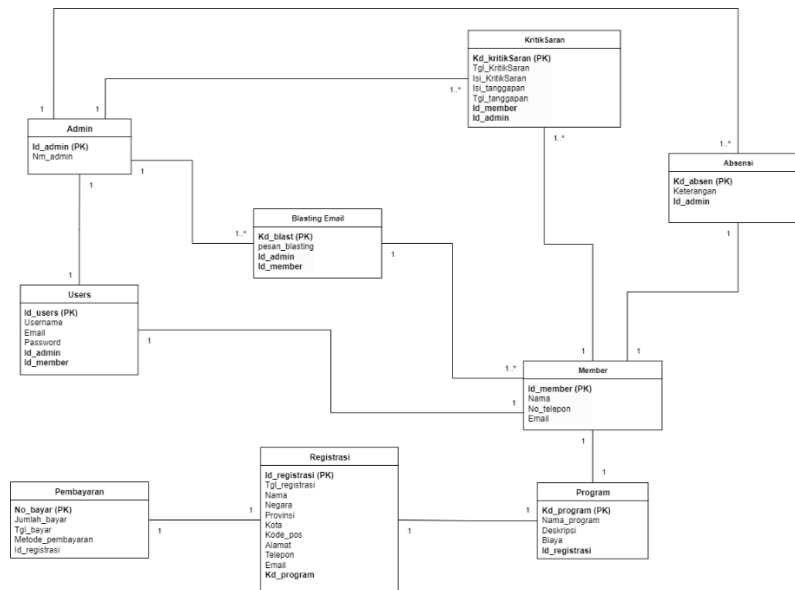 KritikSaran
Kd_kritikSaran (PK)
Tgl_KritikSaran
Isi_KritikSaran
Isi_tanggapan
Tgl_tanggapan
Id_member
Id_admin
1..*
1
1
Admin
Id_admin (PK)
Nm_admin
1..*
1..*
Absensi
Kd_absen (PK)
Keterangan
Id_admin
1
1
Blasting Email
Kd_blast (PK)
pesan_blasting
Id_admin
Id_member
1..*
1
1
1
Users
Id_users (PK)
Username
Email
Password
Id_admin
Id_member
1
1
1
Member
Id_member (PK)
Nama
No_telepon
Email
1..*
1
1
1
Registrasi
Id_registrasi (PK)
Tgl_registrasi
Nama
Negara
Provinsi
Kota
Kode_pos
Alamat
Telepon
Email
Kd_program
Pembayaran
No_bayar (PK)
Jumlah_bayar
Tgl_bayar
Metode_pembayaran
Id_registrasi
1
1
1
1
Program
Kd_program (PK)
Nama_program
Deskripsi
Biaya
Id_registrasi